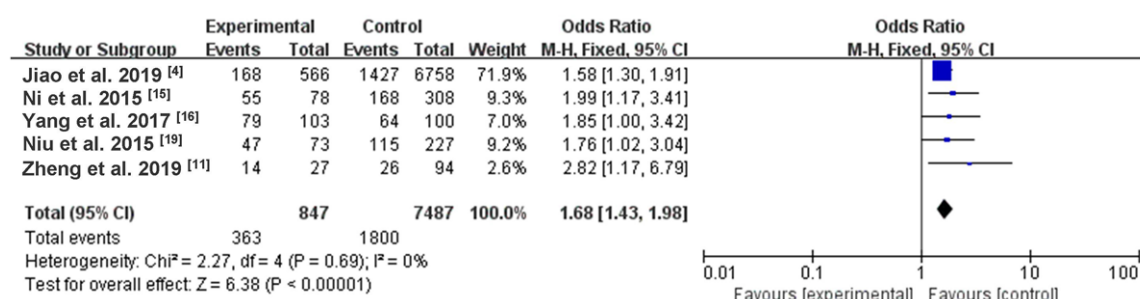 Experimental Control Odds Ratio Odds Ratio
Study or Subgroup Events Total Events Total Weight M-H, Fixed, 95% CI M-H, Fixed, 95% CI
Jiao et al. 2019 [4] 168 566 1427 6758 71.9% 1.58 [1.30, 1.91]
Ni et al. 2015 [15] 55 78 168 308 9.3% 1.99 [1.17, 3.41]
Yang et al. 2017 [16] 79 103 64 100 7.0% 1.85 [1.00, 3.42]
Niu et al. 2015 [19] 47 73 115 227 9.2% 1.76 [1.02, 3.04]
Zheng et al. 2019 [11] 14 27 26 94 2.6% 2.82 [1.17, 6.79]
Total (95% CI) 847 7487 100.0% 1.68 [1.43, 1.98]
Total events 363 1800
Heterogeneity: Chi² = 2.27, df = 4 (P = 0.69); I² = 0%
Test for overall effect: Z = 6.38 (P < 0.00001)
0.01 0.1 1 10 100
Favours [experimental] Favours [control]